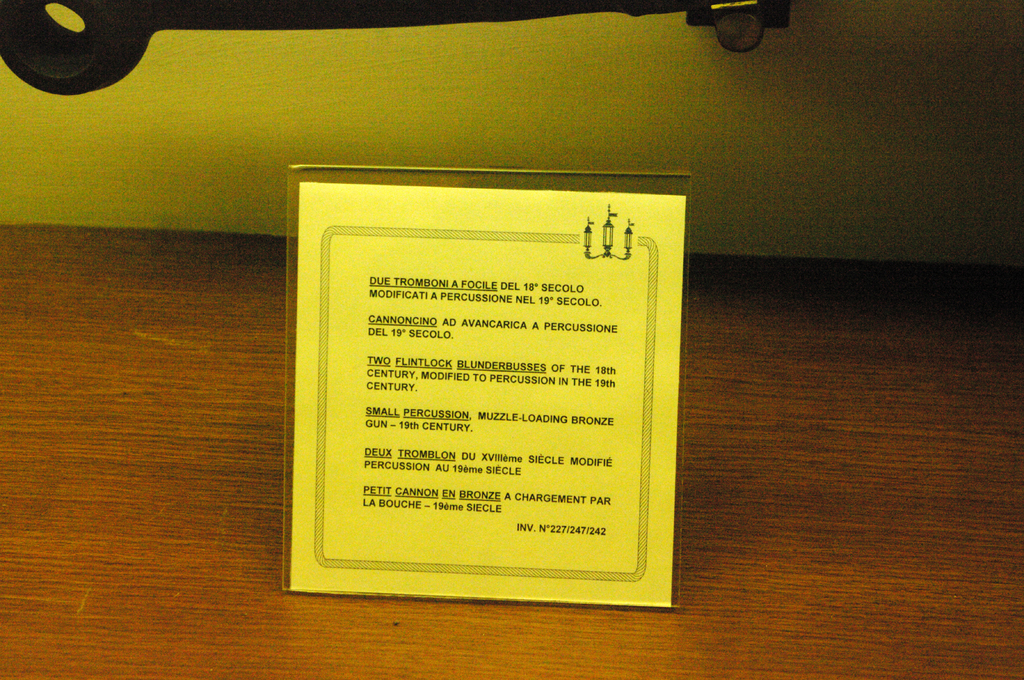 DUE TROMBONI A FOCILE DEL 18° SECOLO
MODIFICATI A PERCUSSIONE NEL 19° SECOLO.
CANNONCINO AD AVANCARICA A PERCUSSIONE
DEL 19° SECOLO.
TWO FLINTLOCK BLUNDERBUSSES OF THE 18th
CENTURY, MODIFIED TO PERCUSSION IN THE 19th
CENTURY.
SMALL PERCUSSION, MUZZLE-LOADING BRONZE
GUN – 19th CENTURY.
DEUX TROMBLON DU XVIIIème SIÈCLE MODIFIÉ
PERCUSSION AU 19ème SIÈCLE
PETIT CANNON EN BRONZE A CHARGEMENT PAR
LA BOUCHE – 19ème SIECLE
INV. N°227/247/242